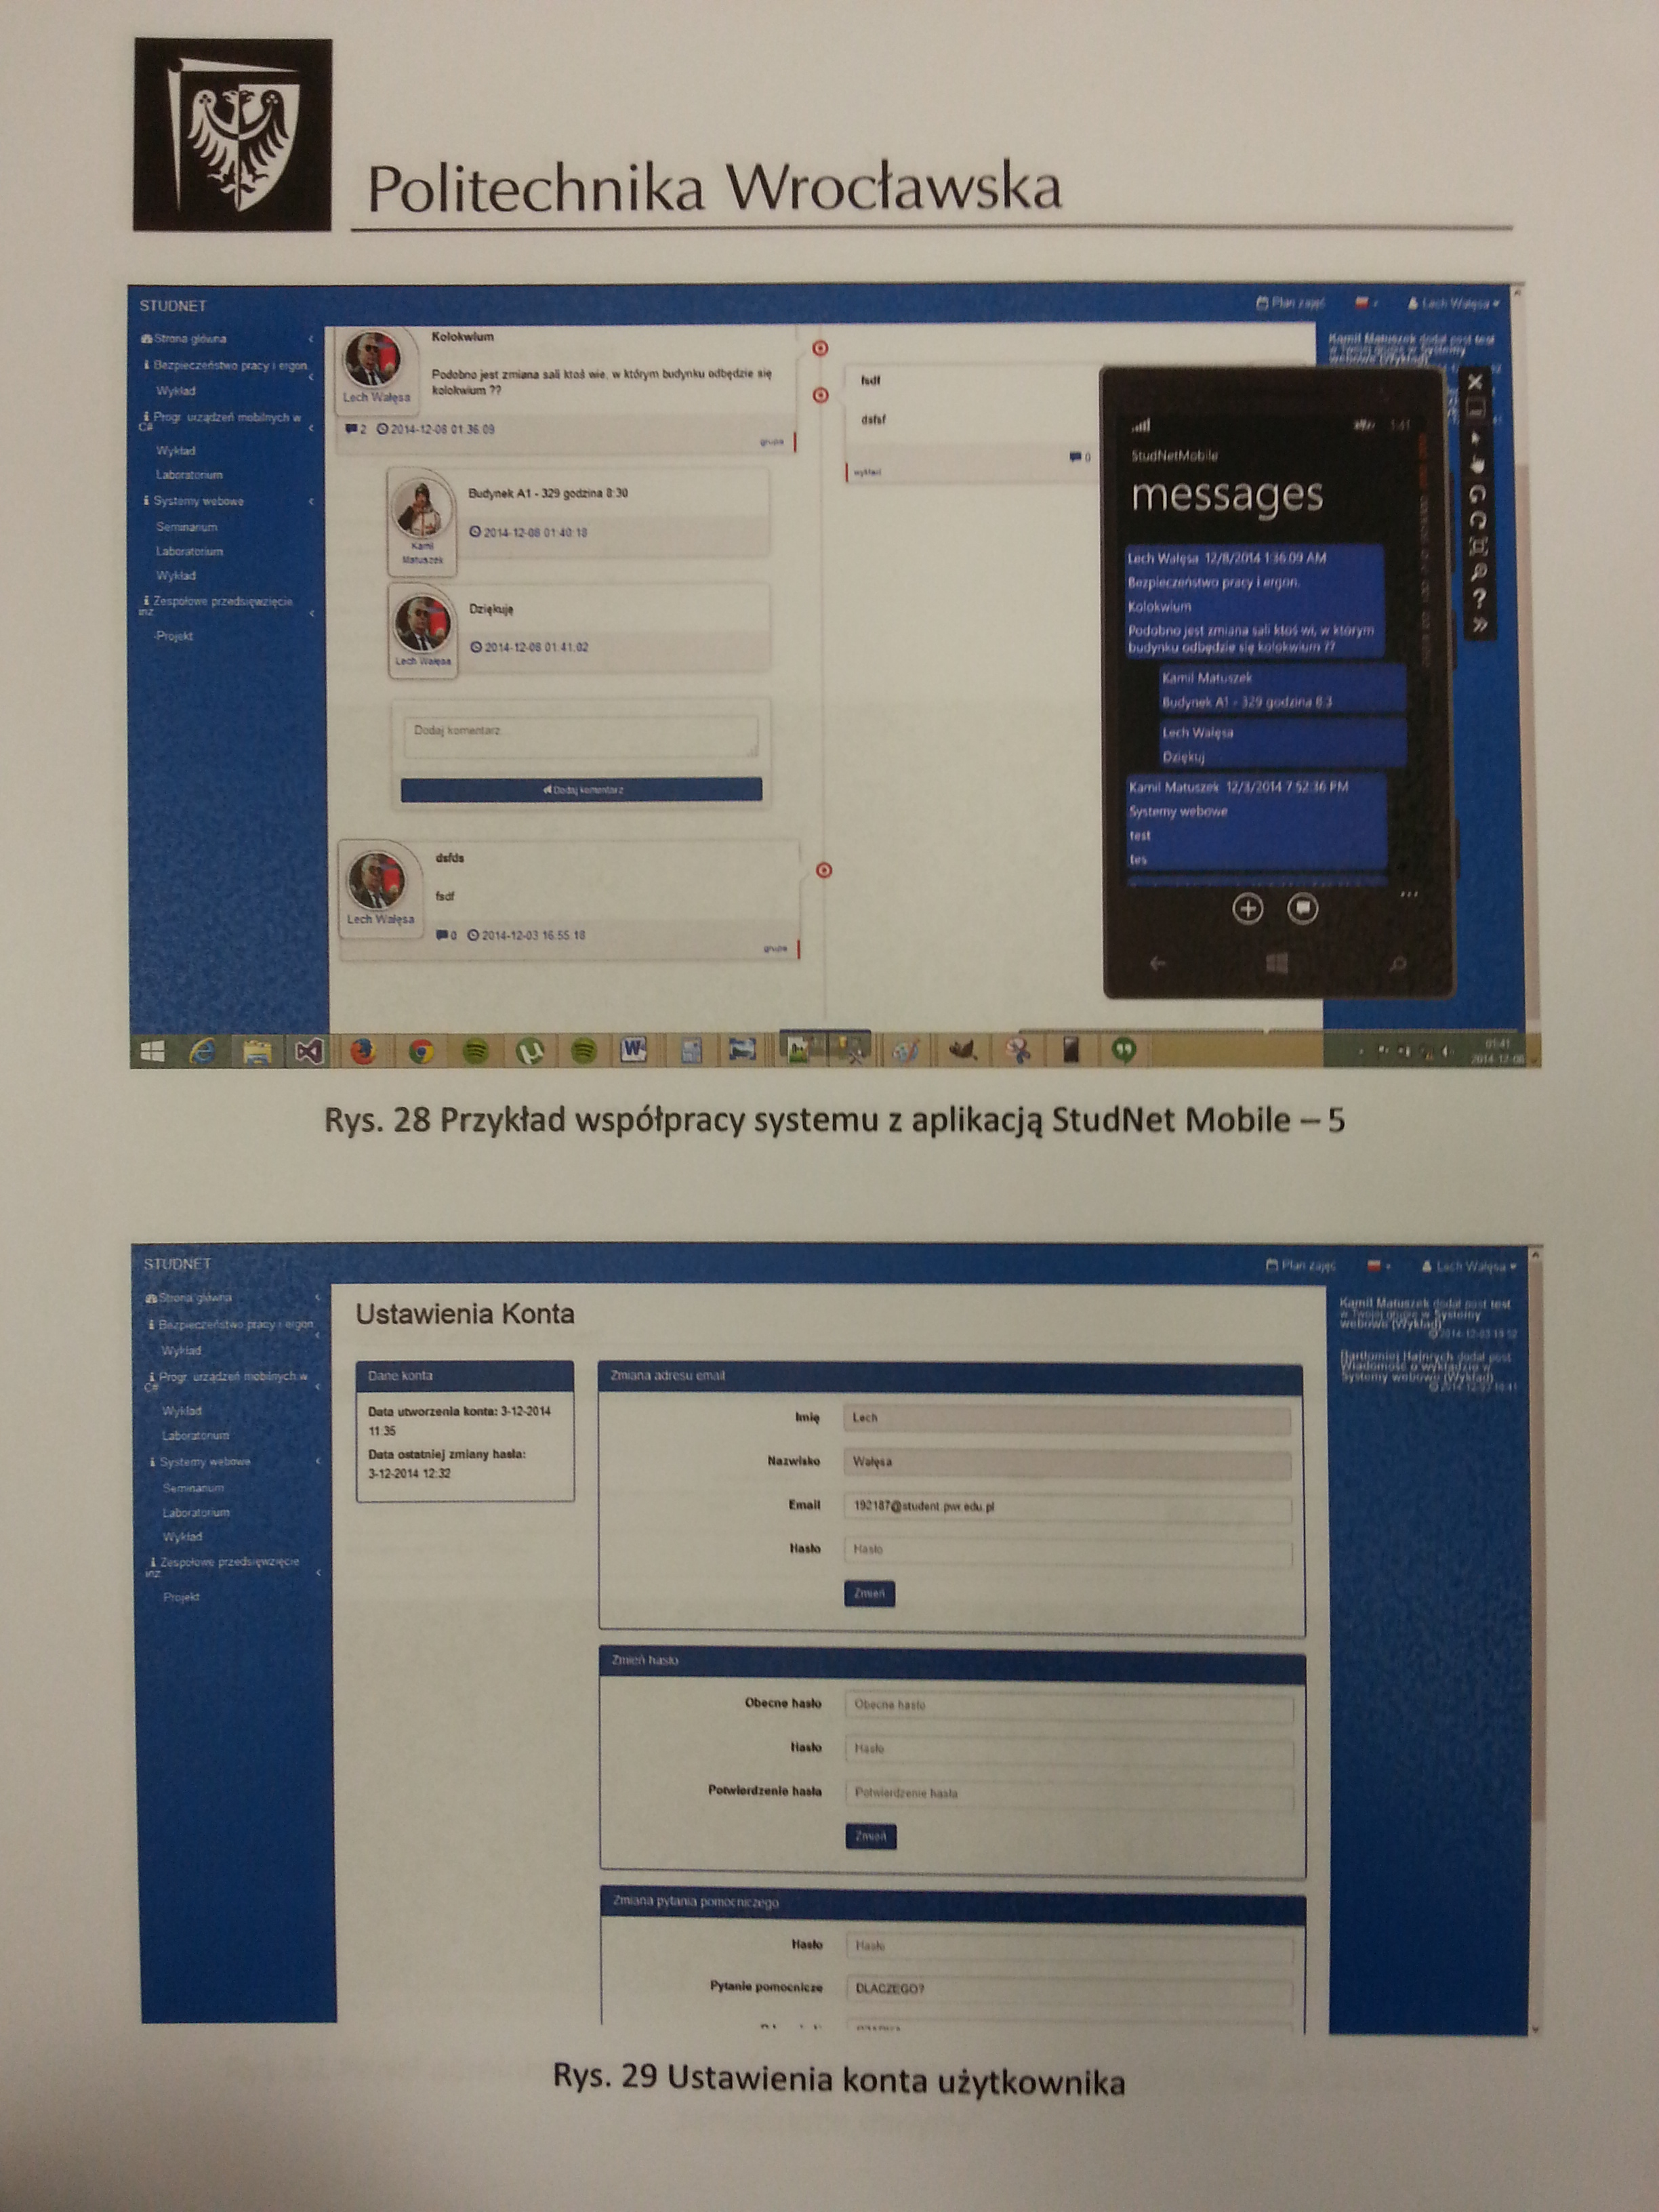 Politechnika Wrocławska
STUDNET
Plan zajęć
Lech Wałęsa
Strona główna
Bezpieczeństwo pracy i ergon.
Wykład
Progr. urządzeń mobilnych w
C#
Wykład
Laboratorium
Systemy webowe
Seminarium
Laboratorium
Wykład
Zespołowe przedsięwzięcie
inż.
-Projekt
Kolokwium
Podobno jest zmiana sali ktoś wie, w którym budynku odbędzie się
kolokwium ??
Lech Wałęsa
2 2014-12-08 01:36:09
grupa
Budynek A1 - 329 godzina 8:30
2014-12-08 01:40:18
Kamil
Matuszek
Dziękuję
2014-12-08 01:41:02
Lech Wałęsa
Dodaj komentarz
Dodaj komentarz
dsfds
fsdf
Lech Wałęsa
0 2014-12-03 16:55:18
grupa
fsdf
dsfsf
0
wykład
Kamil Matuszek dodał post test
w Twojej grupie w Systemy
webowe (Wykład)
1:41
StudNetMobile
messages
Lech Wałęsa 12/8/2014 1:36:09 AM
Bezpieczeństwo pracy i ergon.
Kolokwium
Podobno jest zmiana sali ktoś wi, w którym
budynku odbędzie się kolokwium ??
Kamil Matuszek
Budynek A1 - 329 godzina 8:3
Lech Wałęsa
Dziękuj
Kamil Matuszek 12/3/2014 7:52:36 PM
Systemy webowe
test
tes
01:41
2014-12-08
Rys. 28 Przykład współpracy systemu z aplikacją StudNet Mobile – 5
STUDNET
Plan zajęć
Lech Wałęsa
Strona główna
Bezpieczeństwo pracy i ergon.
Wykład
Progr. urządzeń mobilnych w
C#
Wykład
Laboratorium
Systemy webowe
Seminarium
Laboratorium
Wykład
Zespołowe przedsięwzięcie
inż.
Projekt
Ustawienia Konta
Dane konta
Data utworzenia konta: 3-12-2014
11:35
Data ostatniej zmiany hasła:
3-12-2014 12:32
Zmiana adresu email
Imię Lech
Nazwisko Wałęsa
Email 192187@student.pwr.edu.pl
Hasło Hasło
Zmień
Zmień hasło
Obecne hasło Obecne hasło
Hasło Hasło
Potwierdzenie hasła Potwierdzenie hasła
Zmień
Zmiana pytania pomocniczego
Hasło Hasło
Pytanie pomocnicze DLACZEGO?
Kamil Matuszek dodał post test
w Twojej grupie w Systemy
webowe (Wykład)
2014-12-03 19:52
Bartłomiej Hajnrych dodał post
Wiadomość o wykładzie w
Systemy webowe (Wykład)
Rys. 29 Ustawienia konta użytkownika